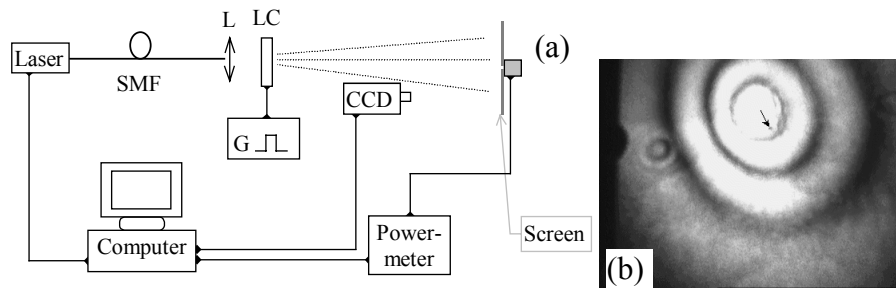 L
LC
(a)
Laser
SMF
CCD
G
Computer
Power-
meter
Screen
(b)